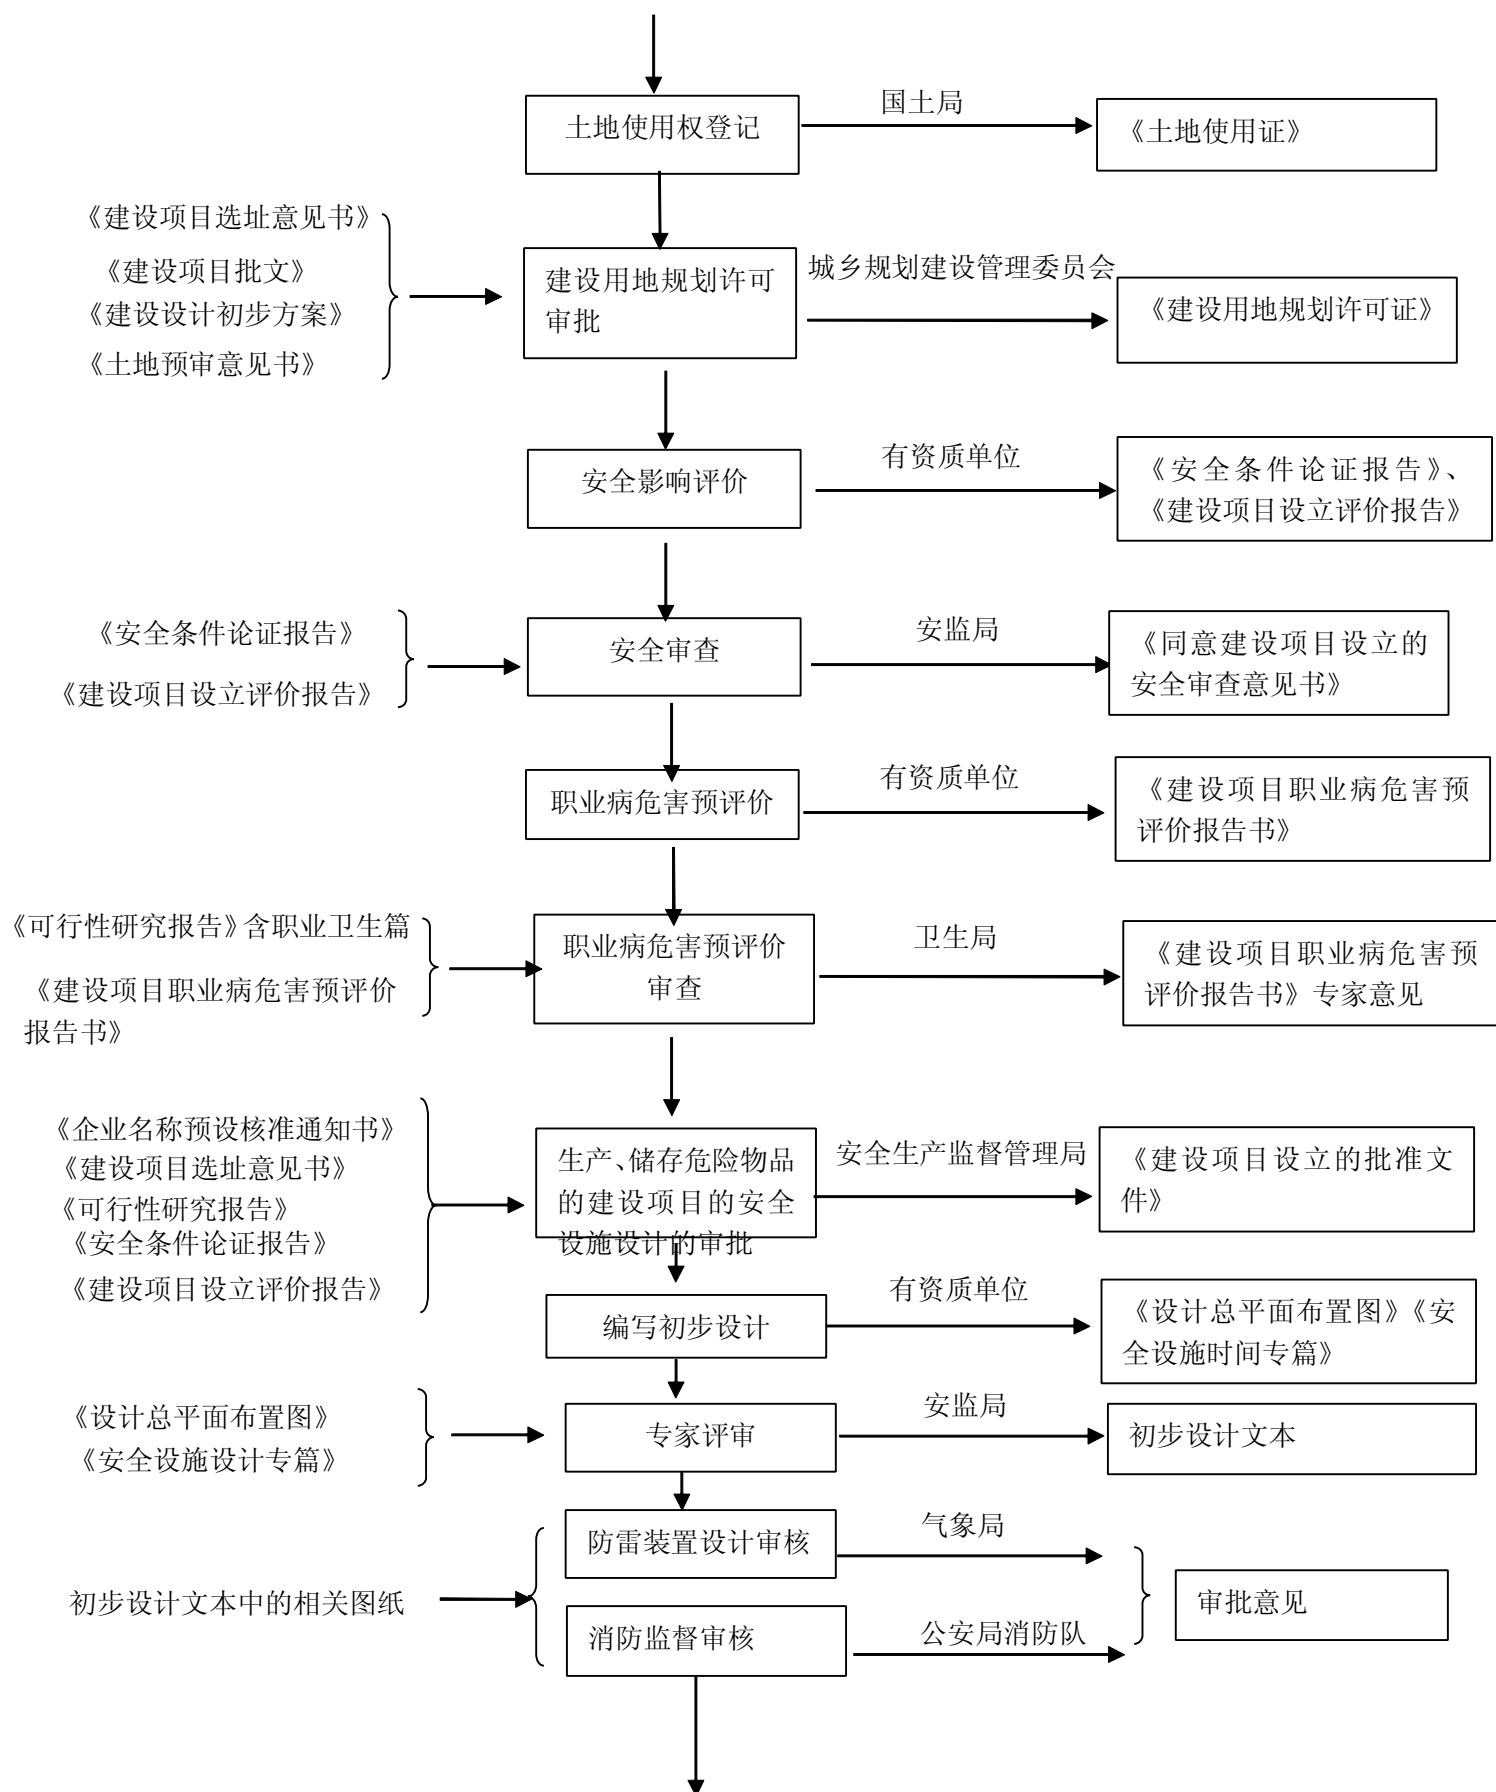 国土局
土地使用权登记
《土地使用证》
《建设项目选址意见书》
《建设项目批文》
《建设设计初步方案》
《土地预审意见书》
建设用地规划许可
审批
城乡规划建设管理委员会
《建设用地规划许可证》
安全影响评价
有资质单位
《安全条件论证报告》、
《建设项目设立评价报告》
《安全条件论证报告》
《建设项目设立评价报告》
安全审查
安监局
《同意建设项目设立的
安全审查意见书》
职业病危害预评价
有资质单位
《建设项目职业病危害预
评价报告书》
《可行性研究报告》含职业卫生篇
《建设项目职业病危害预评价
报告书》
职业病危害预评价
审查
卫生局
《建设项目职业病危害预
评价报告书》专家意见
《企业名称预设核准通知书》
《建设项目选址意见书》
《可行性研究报告》
《安全条件论证报告》
《建设项目设立评价报告》
生产、储存危险物品
的建设项目的安全
设施设计的审批
安全生产监督管理局
《建设项目设立的批准文
件》
编写初步设计
有资质单位
《设计总平面布置图》《安
全设施时间专篇》
《设计总平面布置图》
《安全设施设计专篇》
专家评审
安监局
初步设计文本
初步设计文本中的相关图纸
防雷装置设计审核
气象局
消防监督审核
公安局消防队
审批意见